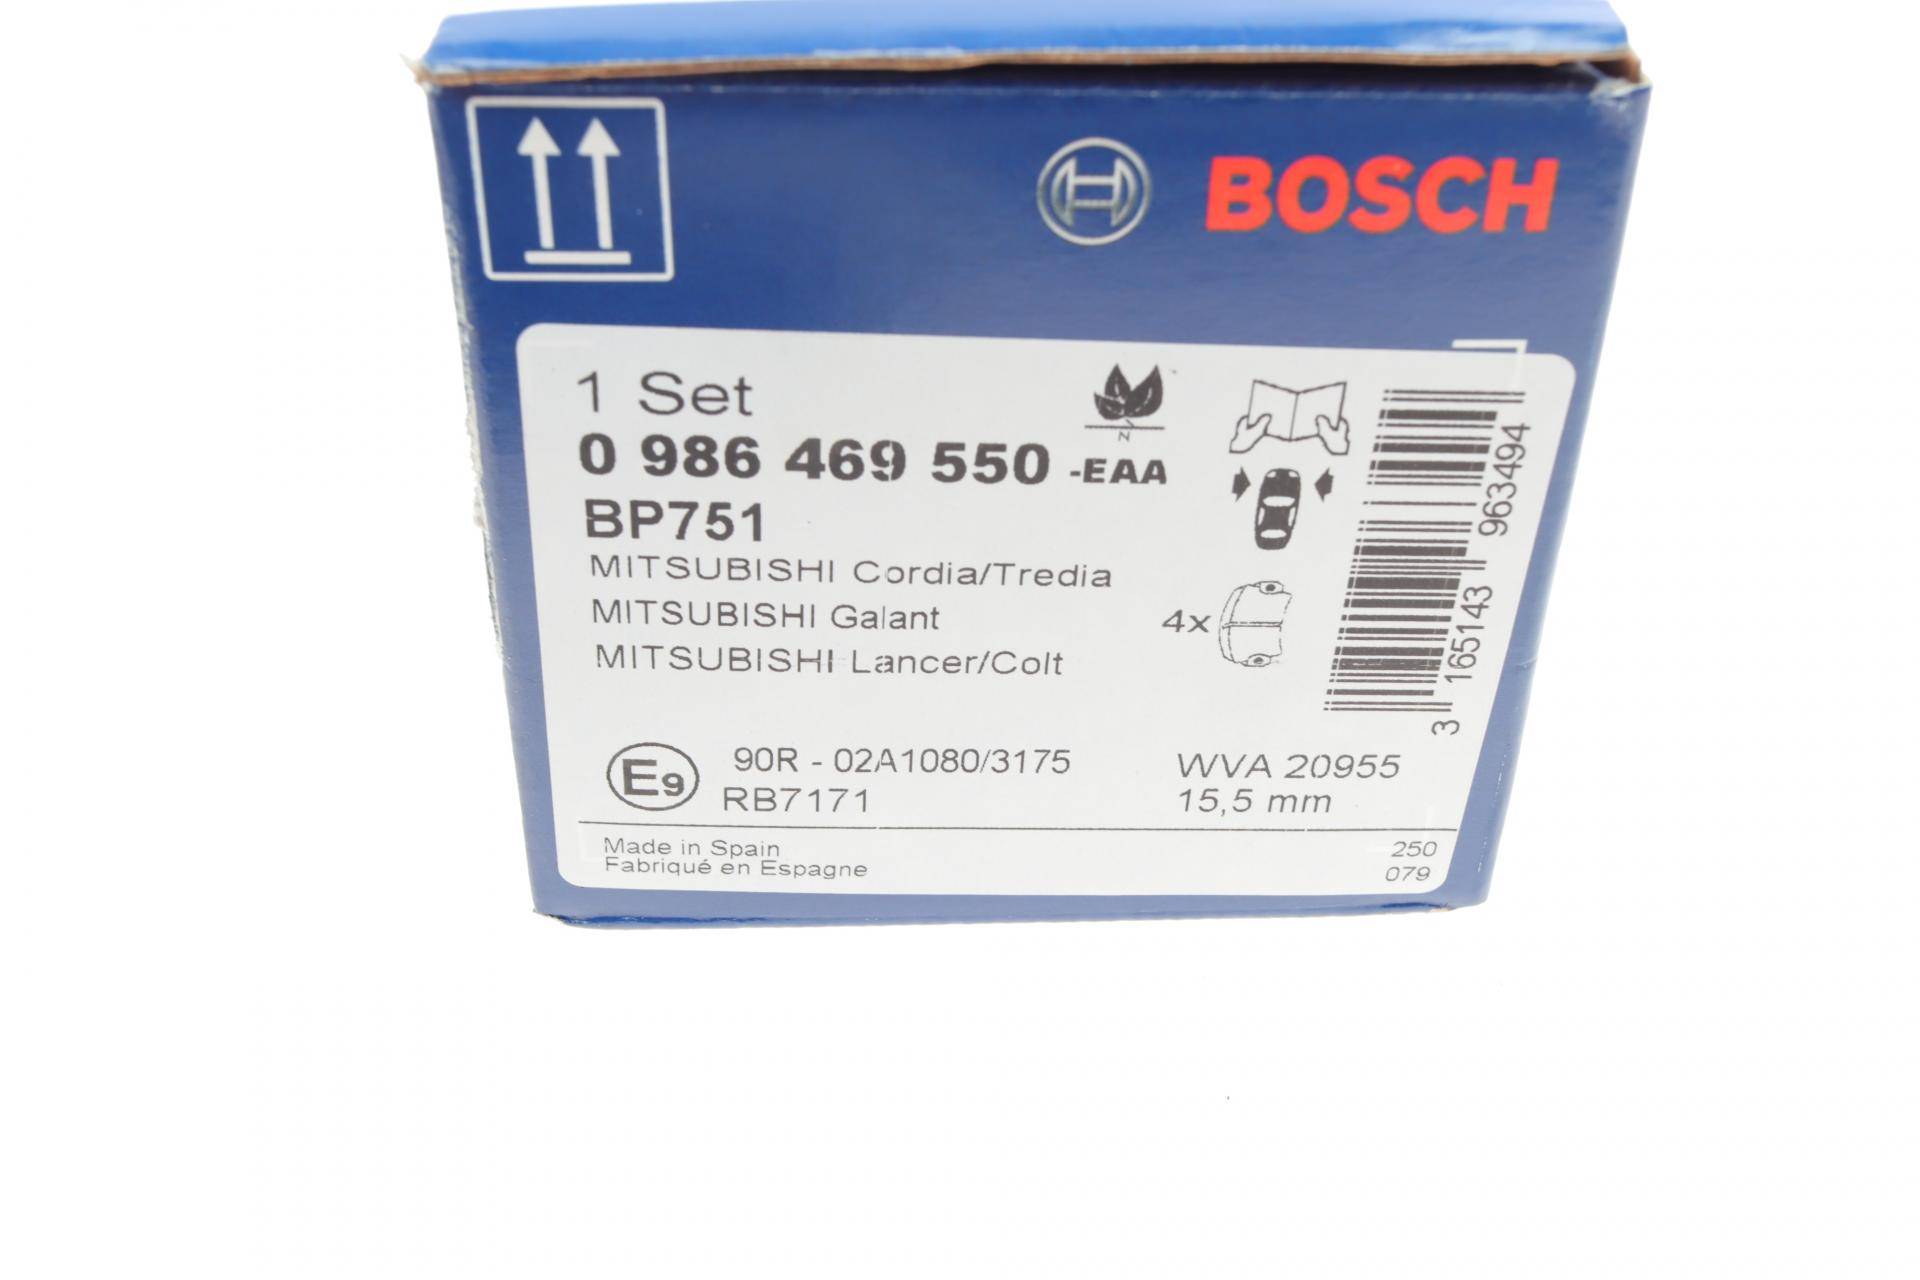 BOSCH
1 Set
0 986 469 550 -EAA
BP751
MITSUBISHI Cordia/Tredia
MITSUBISHI Galant
MITSUBISHI Lancer/Colt
N
4x
3 165143 963494
E9
90R - 02A1080/3175
RB7171
WVA 20955
15,5 mm
Made in Spain
Fabriqué en Espagne
250
079